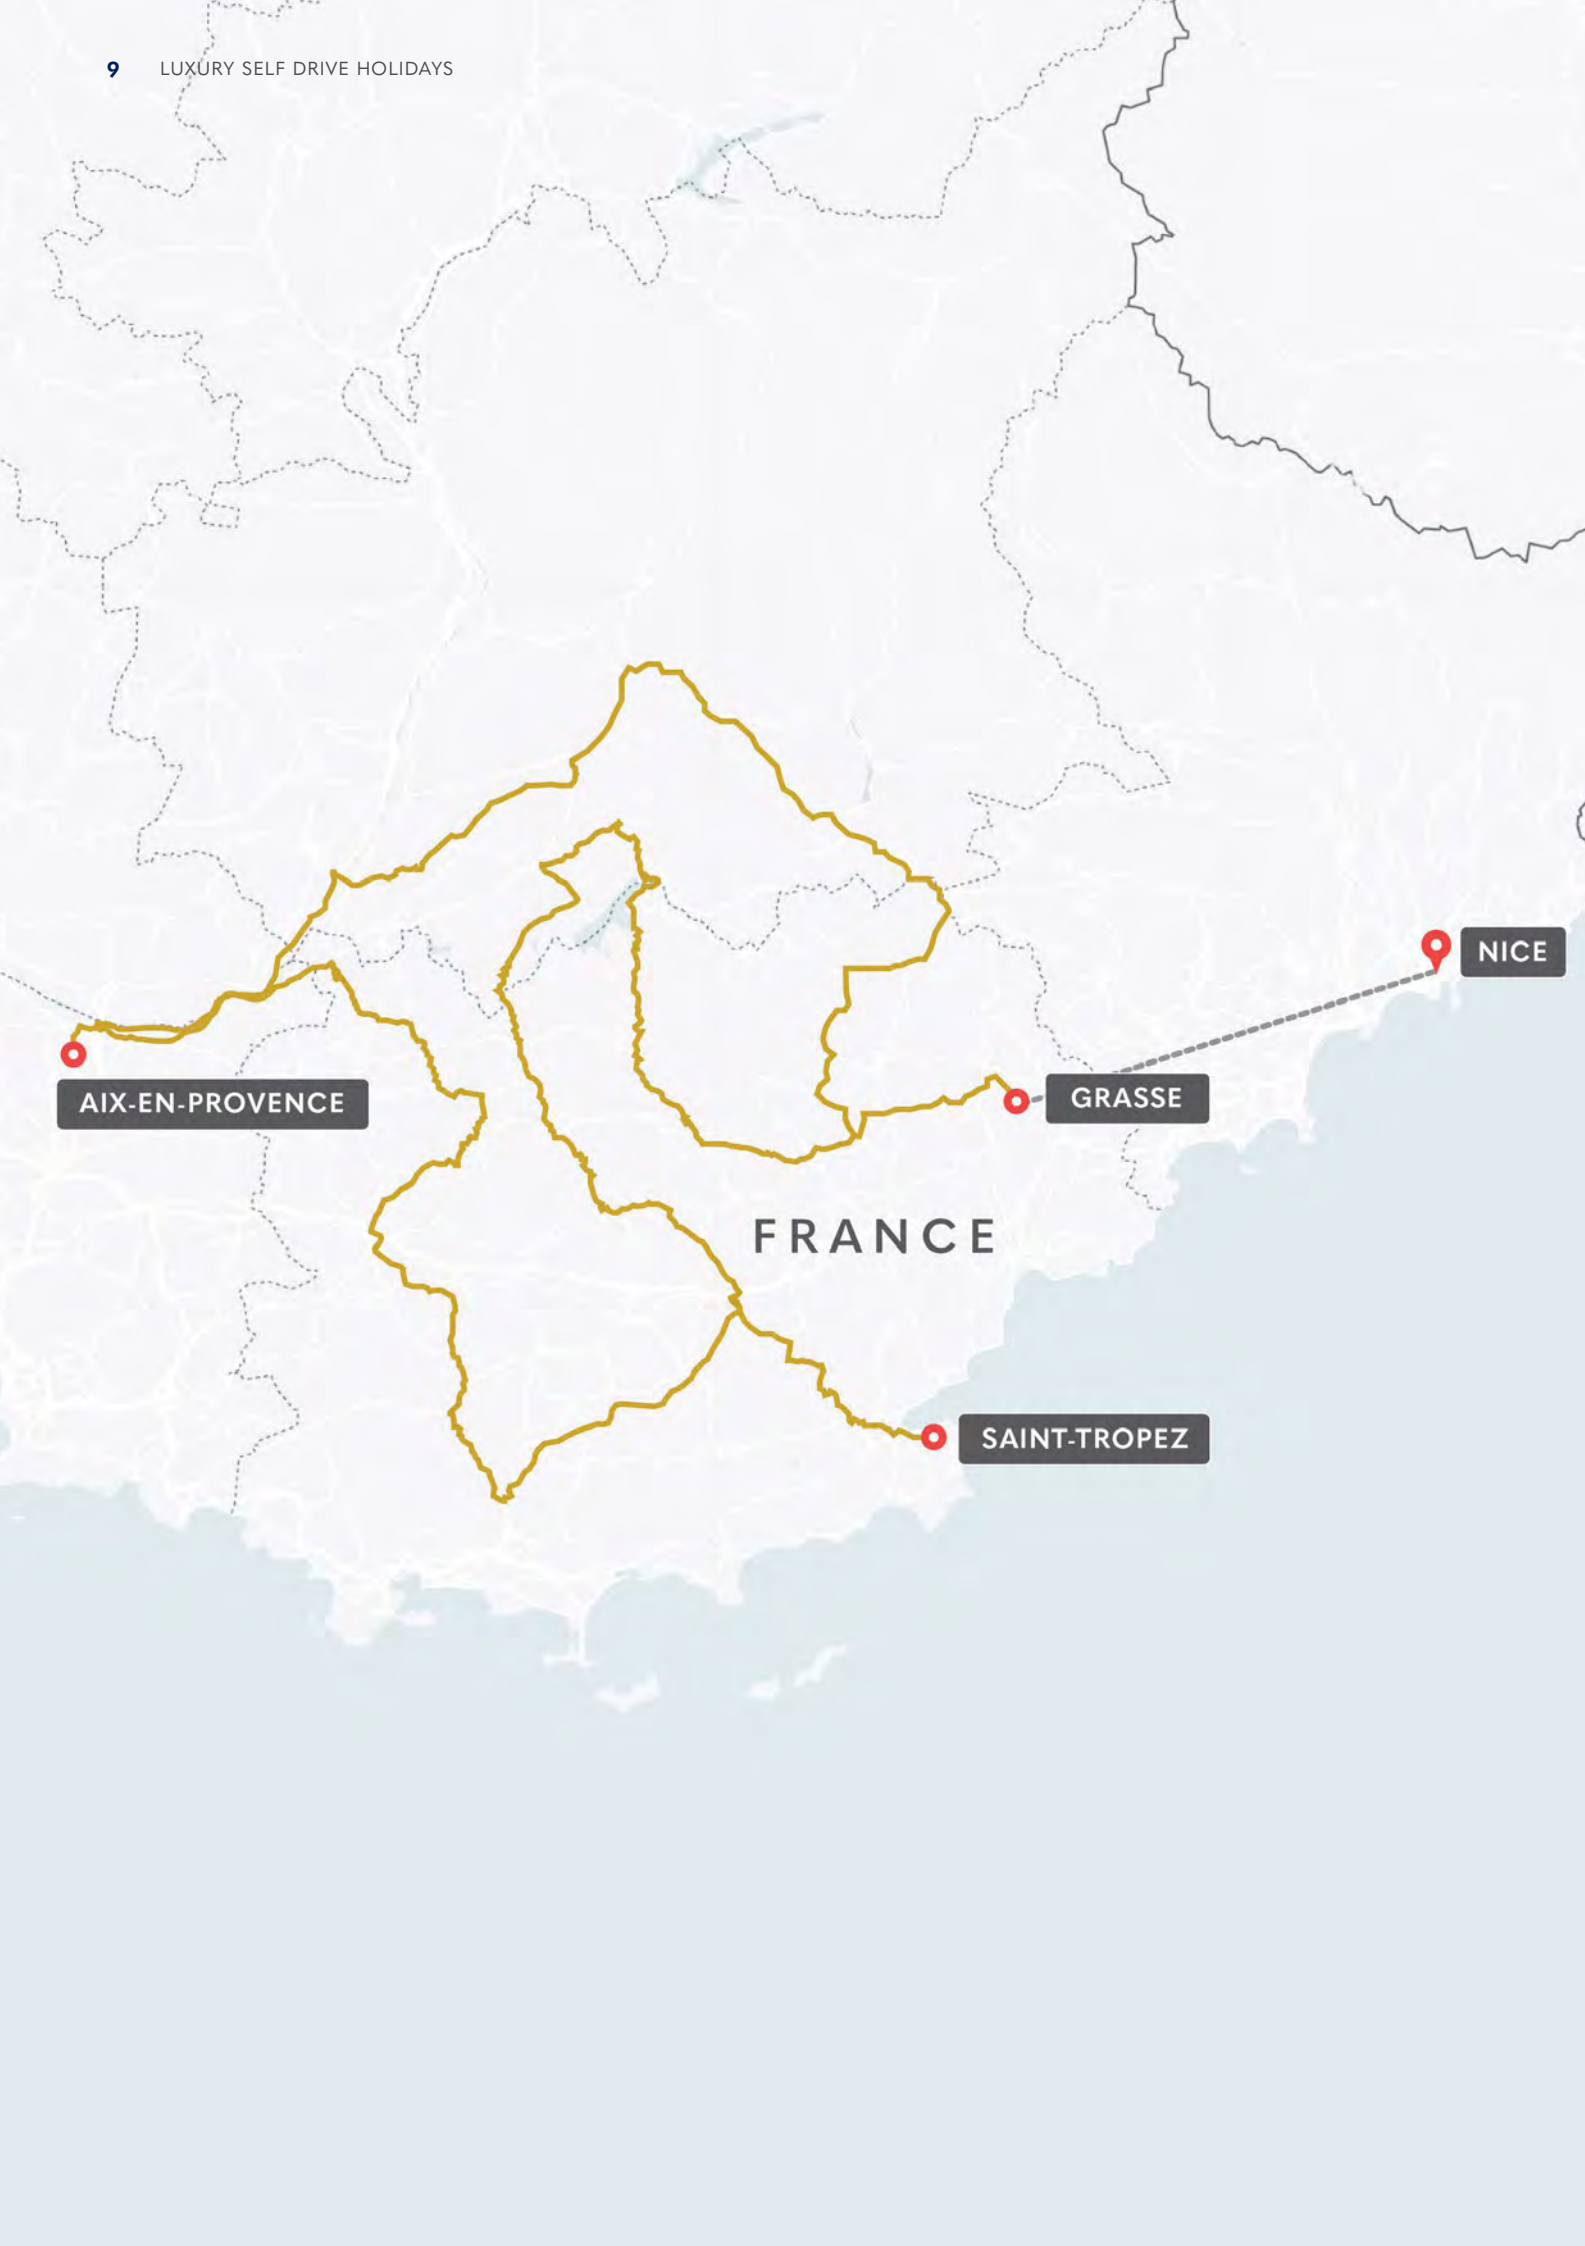 9 LUXURY SELF DRIVE HOLIDAYS
NICE
GRASSE
AIX-EN-PROVENCE
FRANCE
SAINT-TROPEZ